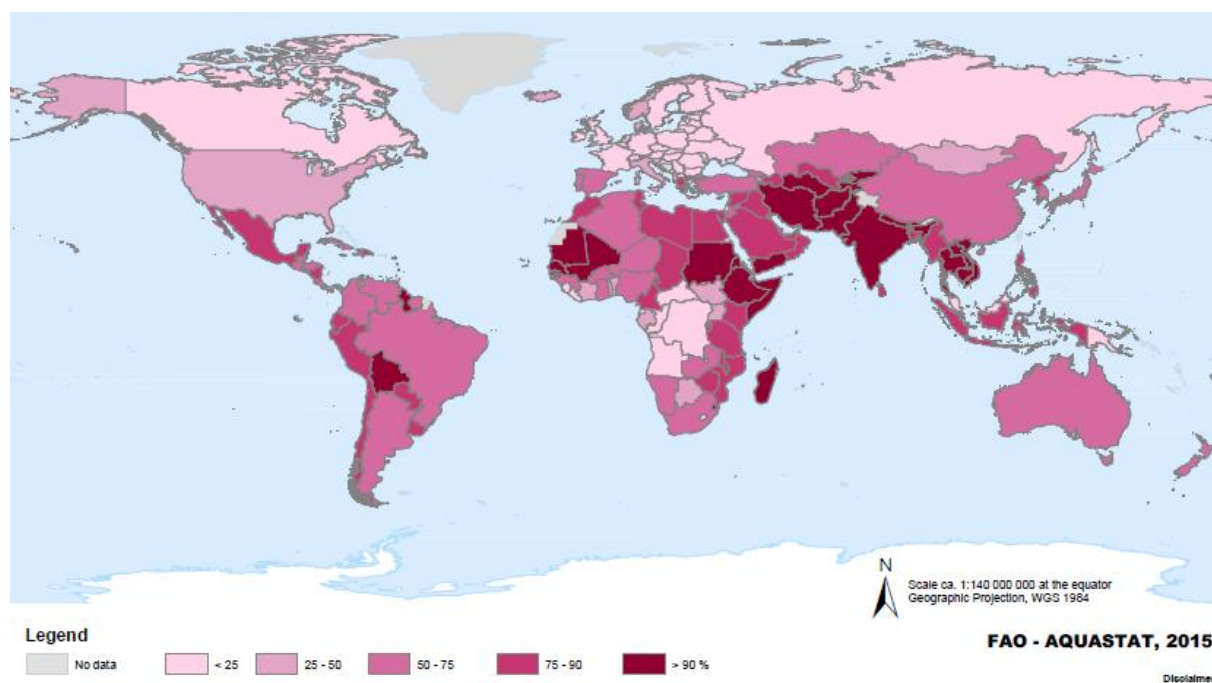 N
Scale ca. 1:140 000 000 at the equator
Geographic Projection, WGS 1984
Legend
FAO - AQUASTAT, 2015
No data
< 25
25 - 50
50 - 75
75 - 90
> 90 %
Disclaimer